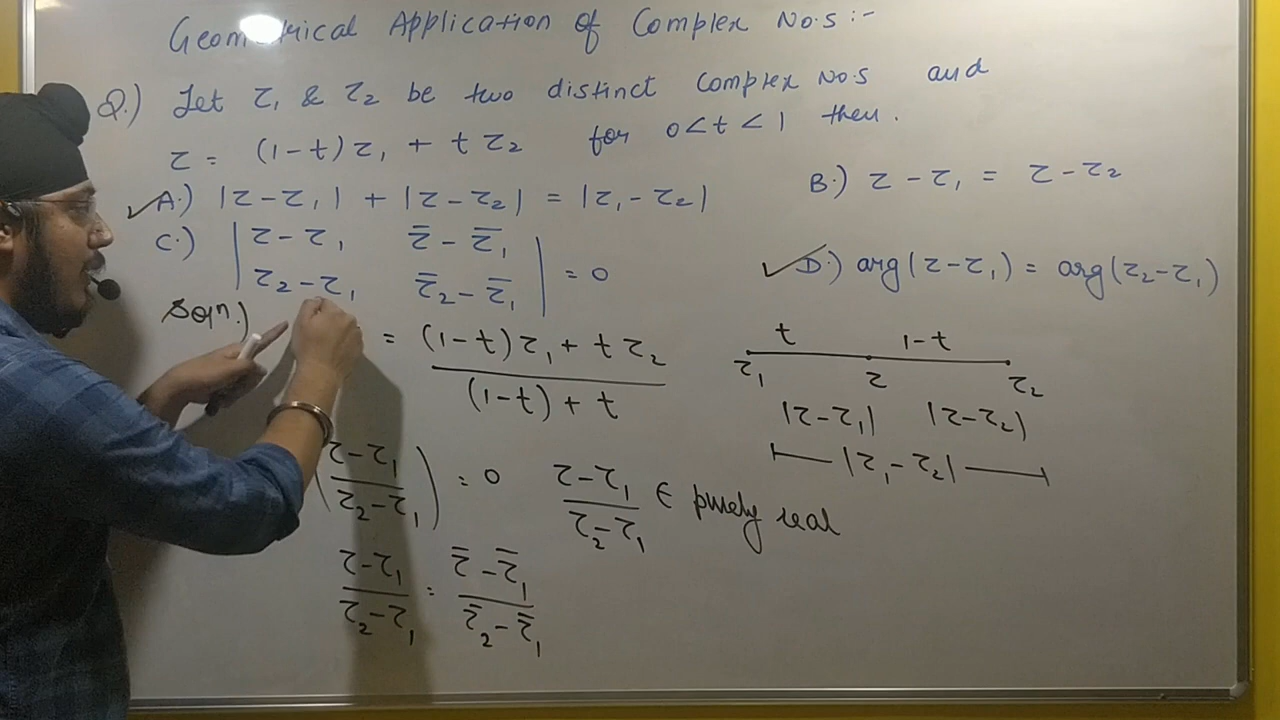 Geom rical Application of Complex No.s :-
Q.) Let z₁ & z₂ be two distinct complex No.s and
z = (1-t)z₁ + t z₂ for 0<t<1 then.
A.) |z-z₁| + |z-z₂| = |z₁-z₂|
B.) z - z₁ = z - z₂
C.) | z-z₁ z̄-z̄₁ |
| z₂-z₁ z̄₂-z̄₁ | = 0
D.) arg(z-z₁) = arg(z₂-z₁)
Soln.)
= (1-t)z₁ + t z₂
(1-t) + t
t 1-t
z₁ z z₂
|z-z₁| |z-z₂|
|z₁-z₂|
(z-z₁ / z₂-z₁) = 0
z-z₁ / z₂-z₁ ∈ purely real
z-z₁ / z₂-z₁ = z̄-z̄₁ / z̄₂-z̄₁